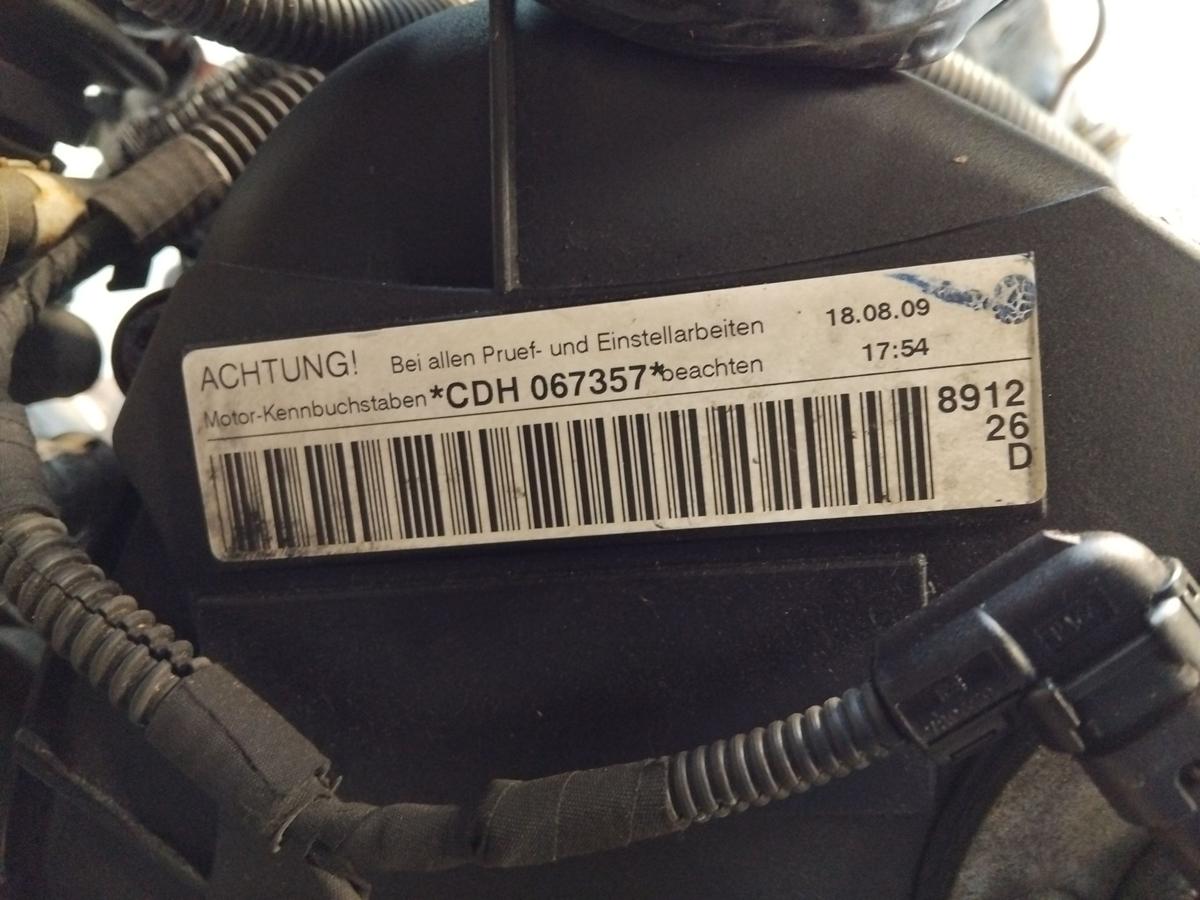 ACHTUNG! Bei allen Pruef- und Einstellarbeiten 18.08.09
Motor-Kennbuchstaben *CDH 067357* beachten 17:54
8912
26
D